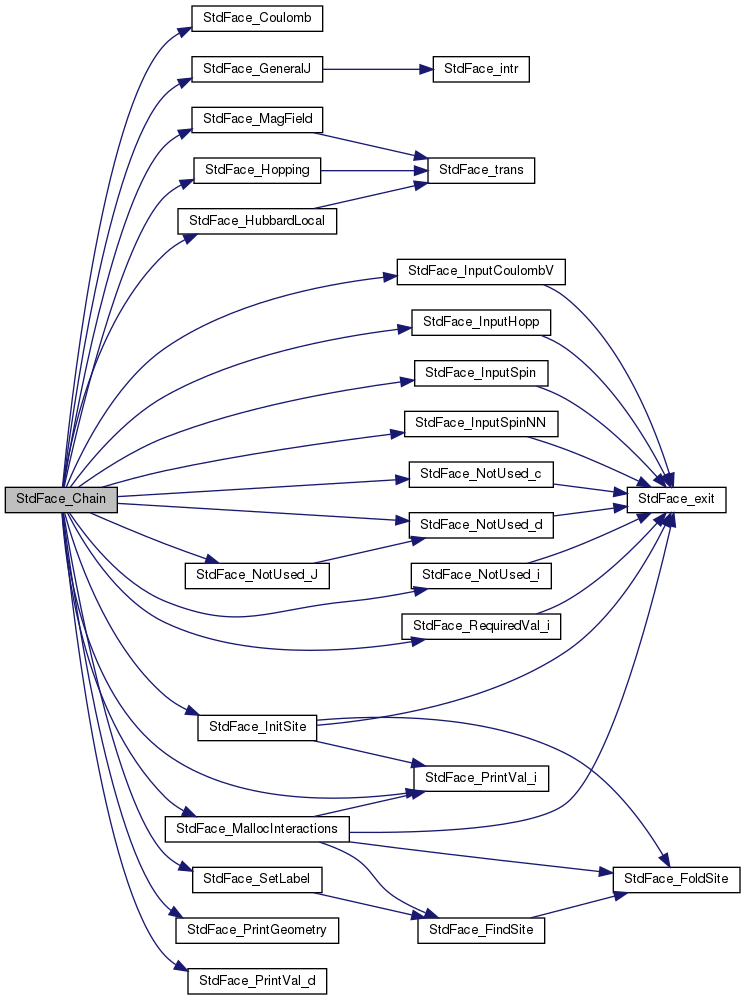 StdFace_Coulomb
StdFace_GeneralJ
StdFace_intr
StdFace_MagField
StdFace_Hopping
StdFace_trans
StdFace_HubbardLocal
StdFace_InputCoulombV
StdFace_InputHopp
StdFace_InputSpin
StdFace_InputSpinNN
StdFace_NotUsed_c
StdFace_Chain
StdFace_exit
StdFace_NotUsed_d
StdFace_NotUsed_J
StdFace_NotUsed_i
StdFace_RequiredVal_i
StdFace_InitSite
StdFace_PrintVal_i
StdFace_MallocInteractions
StdFace_SetLabel
StdFace_FoldSite
StdFace_PrintGeometry
StdFace_FindSite
StdFace_PrintVal_d